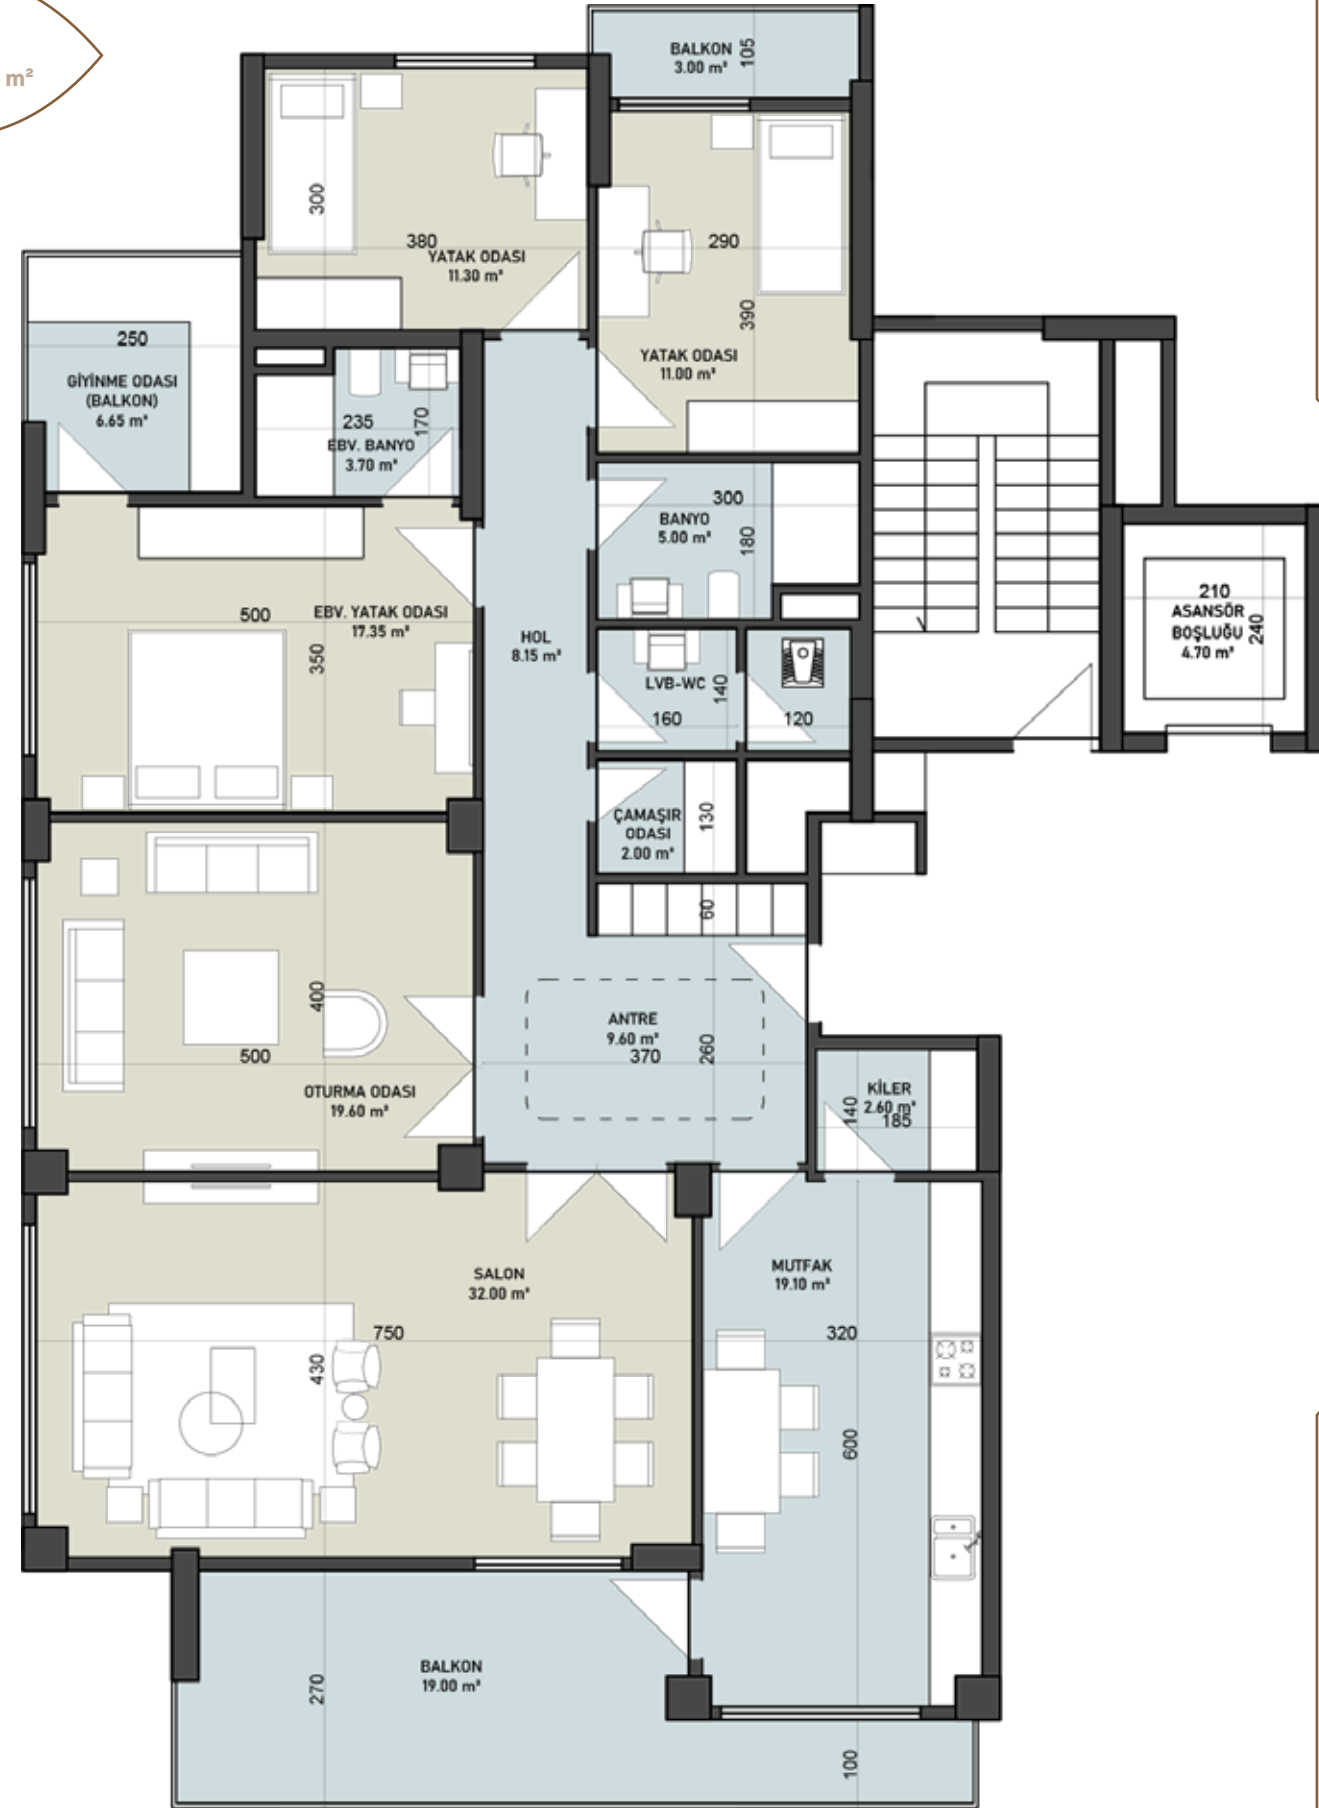 m²
BALKON
3.00 m²
105
300
380
YATAK ODASI
11.30 m²
290
390
YATAK ODASI
11.00 m²
250
GİYİNME ODASI
(BALKON)
6.65 m²
235
170
EBV. BANYO
3.70 m²
300
BANYO
5.00 m²
180
500
EBV. YATAK ODASI
17.35 m²
350
HOL
8.15 m²
210
ASANSÖR
BOŞLUĞU
4.70 m²
240
LVB-WC
140
160
120
ÇAMAŞIR
ODASI
2.00 m²
130
60
400
500
OTURMA ODASI
19.60 m²
ANTRE
9.60 m²
370
260
KİLER
2.60 m²
140
185
SALON
32.00 m²
750
430
MUTFAK
19.10 m²
320
600
BALKON
19.00 m²
270
100